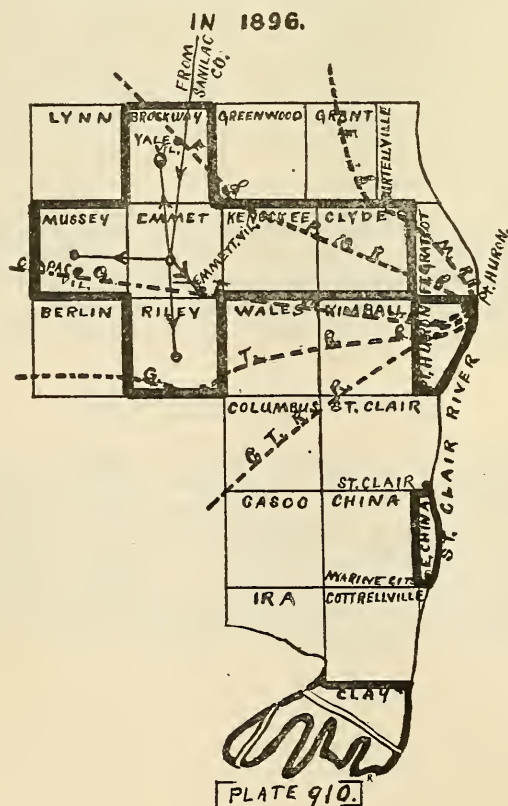 IN 1896.
FROM
SANILAC
CO.
LYNN BROCKWAY GREENWOOD GRANT
YALE
VIL.
BURTELLVILLE
MUSSEY EMMET KENOCKEE CLYDE
EMMETT VIL.
FT. GRATIOT
M. R.
VIL.
Pt. HURON.
BERLIN RILEY WALES KIMBALL
PT. HURON
G. T. R. R.
R. T. R.
COLUMBUS ST. CLAIR
ST. CLAIR RIVER
ST. CLAIR
CASCO CHINA
E. CHINA
MARINE CITY
IRA COTTRELLVILLE
CLAY
PLATE 910.